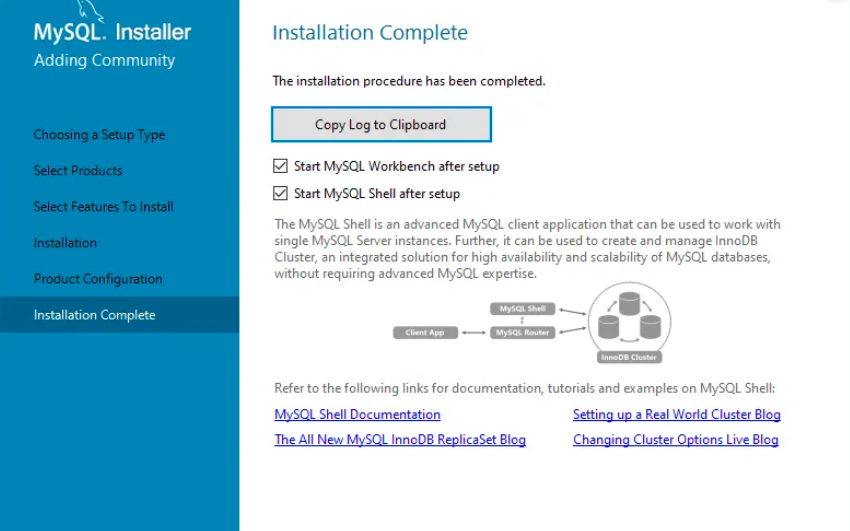 MySQL. Installer
Adding Community
Choosing a Setup Type
Select Products
Select Features To Install
Installation
Product Configuration
Installation Complete
Installation Complete
The installation procedure has been completed.
Copy Log to Clipboard
Start MySQL Workbench after setup
Start MySQL Shell after setup
The MySQL Shell is an advanced MySQL client application that can be used to work with
single MySQL Server instances. Further, it can be used to create and manage InnoDB
Cluster, an integrated solution for high availability and scalability of MySQL databases,
without requiring advanced MySQL expertise.
MySQL Shell
Client App
MySQL Router
InnoDB Cluster
Refer to the following links for documentation, tutorials and examples on MySQL Shell:
MySQL Shell Documentation
Setting up a Real World Cluster Blog
The All New MySQL InnoDB ReplicaSet Blog
Changing Cluster Options Live Blog